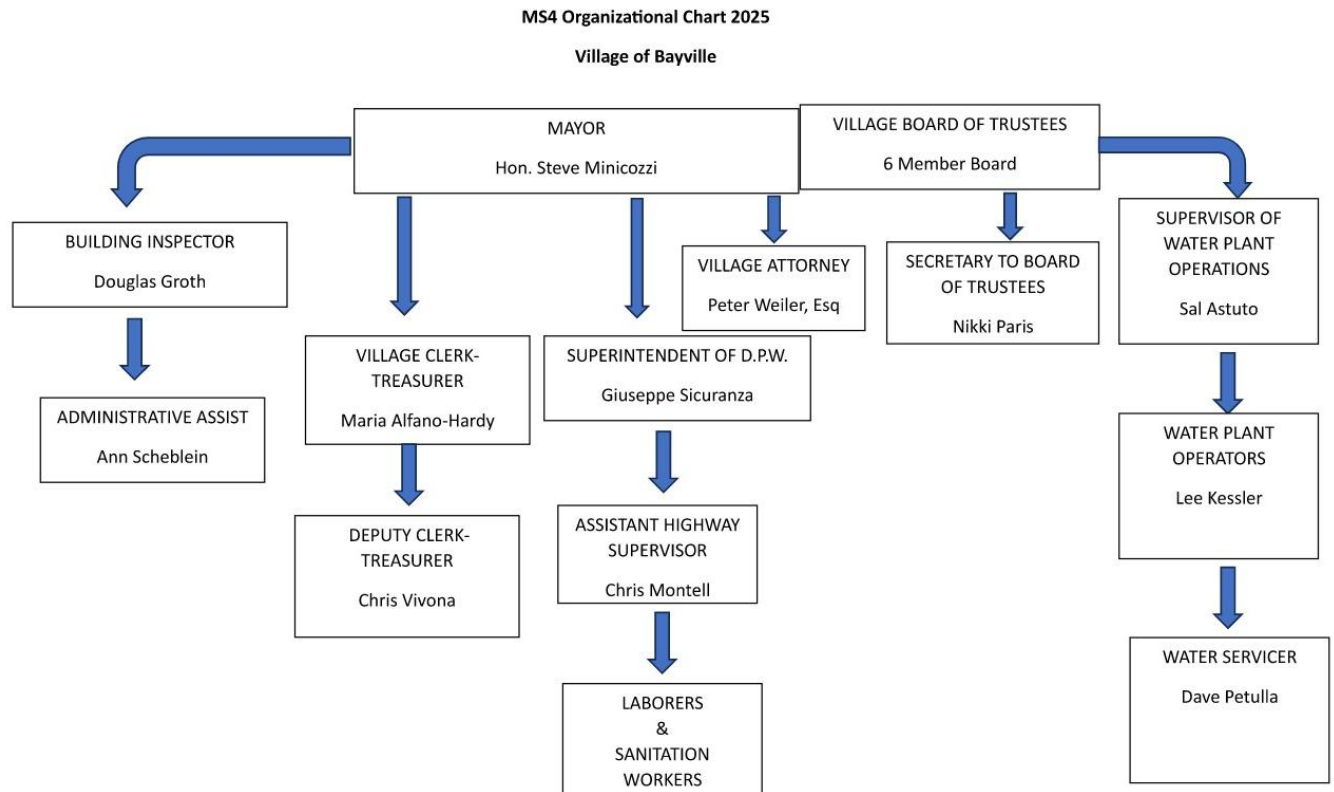 MS4 Organizational Chart 2025
Village of Bayville
MAYOR
Hon. Steve Minicozzi
VILLAGE BOARD OF TRUSTEES
6 Member Board
BUILDING INSPECTOR
Douglas Groth
ADMINISTRATIVE ASSIST
Ann Scheblein
VILLAGE CLERK-
TREASURER
Maria Alfano-Hardy
DEPUTY CLERK-
TREASURER
Chris Vivona
SUPERINTENDENT OF D.P.W.
Giuseppe Sicuranza
ASSISTANT HIGHWAY
SUPERVISOR
Chris Montell
LABORERS
&
SANITATION
WORKERS
VILLAGE ATTORNEY
Peter Weiler, Esq
SECRETARY TO BOARD
OF TRUSTEES
Nikki Paris
SUPERVISOR OF
WATER PLANT
OPERATIONS
Sal Astuto
WATER PLANT
OPERATORS
Lee Kessler
WATER SERVICER
Dave Petulla